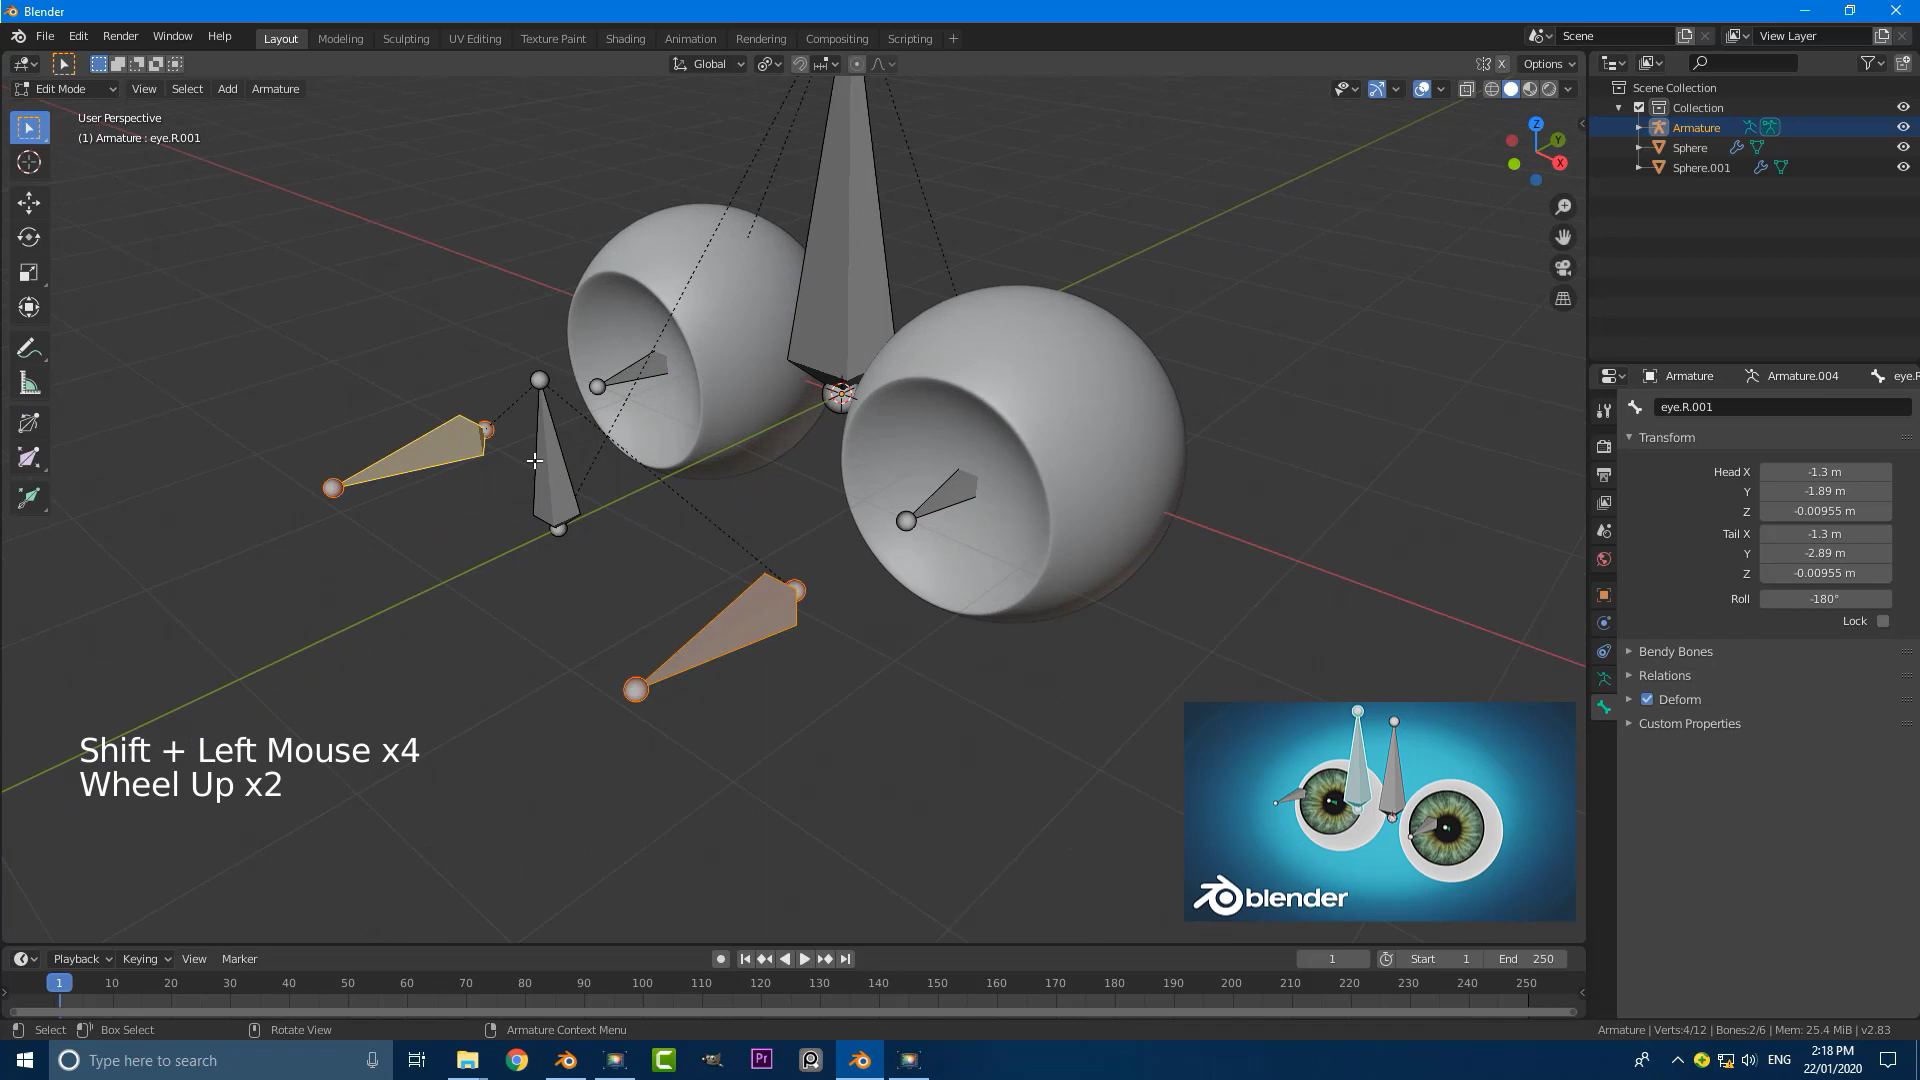 Blender
File Edit Render Window Help Layout Modeling Sculpting UV Editing Texture Paint Shading Animation Rendering Compositing Scripting Scene View Layer
Global X Options
Edit Mode View Select Add Armature
User Perspective
(1) Armature : eye.R.001
Z
Y
X
Scene Collection
Collection
Armature
Sphere
Sphere.001
Armature Armature.004 eye.R
eye.R.001
Transform
Head X -1.3 m
Y -1.89 m
Z -0.00955 m
Tail X -1.3 m
Y -2.89 m
Z -0.00955 m
Roll -180°
Lock
Bendy Bones
Relations
Deform
Custom Properties
Shift + Left Mouse x4
Wheel Up x2
blender
Playback Keying View Marker 1 Start 1 End 250
1 10 20 30 40 50 60 70 80 90 100 110 120 130 140 150 160 170 180 190 200 210 220 230 240 250
Select Box Select Rotate View Armature Context Menu Armature | Verts:4/12 | Bones:2/6 | Mem: 25.4 MiB | v2.83
Type here to search Pr ENG 2:18 PM
22/01/2020